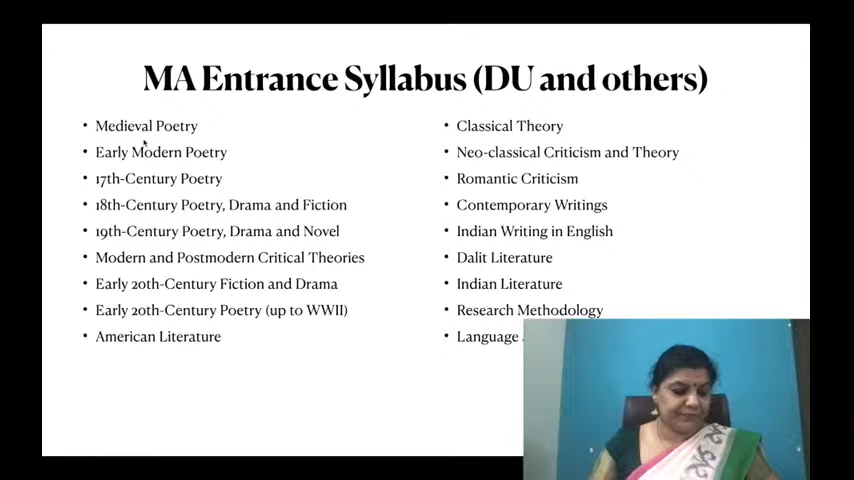 MA Entrance Syllabus (DU and others)
• Medieval Poetry
• Early Modern Poetry
• 17th-Century Poetry
• 18th-Century Poetry, Drama and Fiction
• 19th-Century Poetry, Drama and Novel
• Modern and Postmodern Critical Theories
• Early 20th-Century Fiction and Drama
• Early 20th-Century Poetry (up to WWII)
• American Literature
• Classical Theory
• Neo-classical Criticism and Theory
• Romantic Criticism
• Contemporary Writings
• Indian Writing in English
• Dalit Literature
• Indian Literature
• Research Methodology
• Language